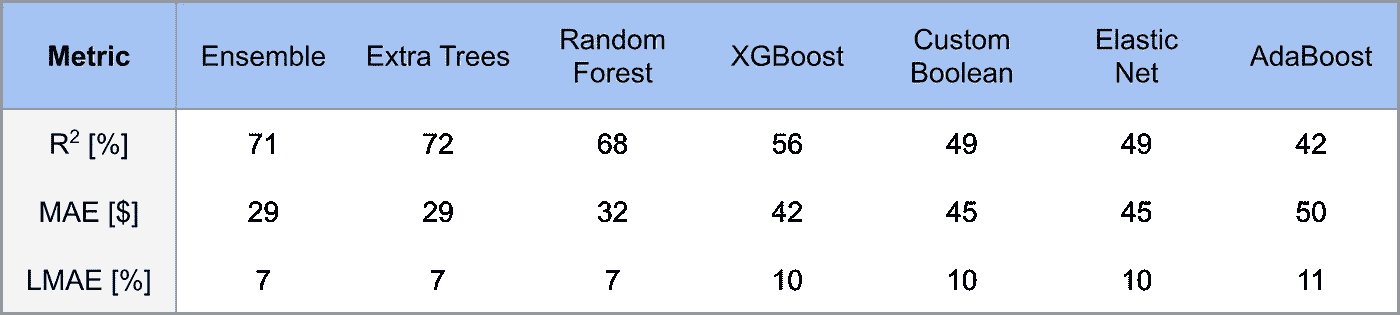 Metric Ensemble Extra Trees Random Forest XGBoost Custom Boolean Elastic Net AdaBoost
R² [%] 71 72 68 56 49 49 42
MAE [$] 29 29 32 42 45 45 50
LMAE [%] 7 7 7 10 10 10 11